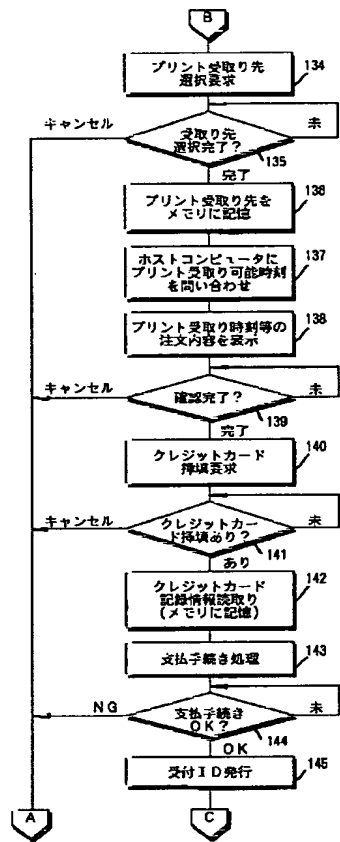 B
プリント受取り先
選択要求
134
キャンセル
受取り先
選択完了?
未
135
完了
プリント受取り先を
メモリに記憶
136
ホストコンピュータに
プリント受取り可能時刻
を問い合わせ
137
プリント受取り時刻等の
注文内容を表示
138
キャンセル
確認完了?
未
139
完了
クレジットカード
挿填要求
140
キャンセル
クレジットカー
ド挿填あり?
未
141
あり
クレジットカード
記録情報読取り
(メモリに記憶)
142
支払手続き処理
143
NG
支払手続き
OK?
未
144
OK
受付ID発行
145
A
C